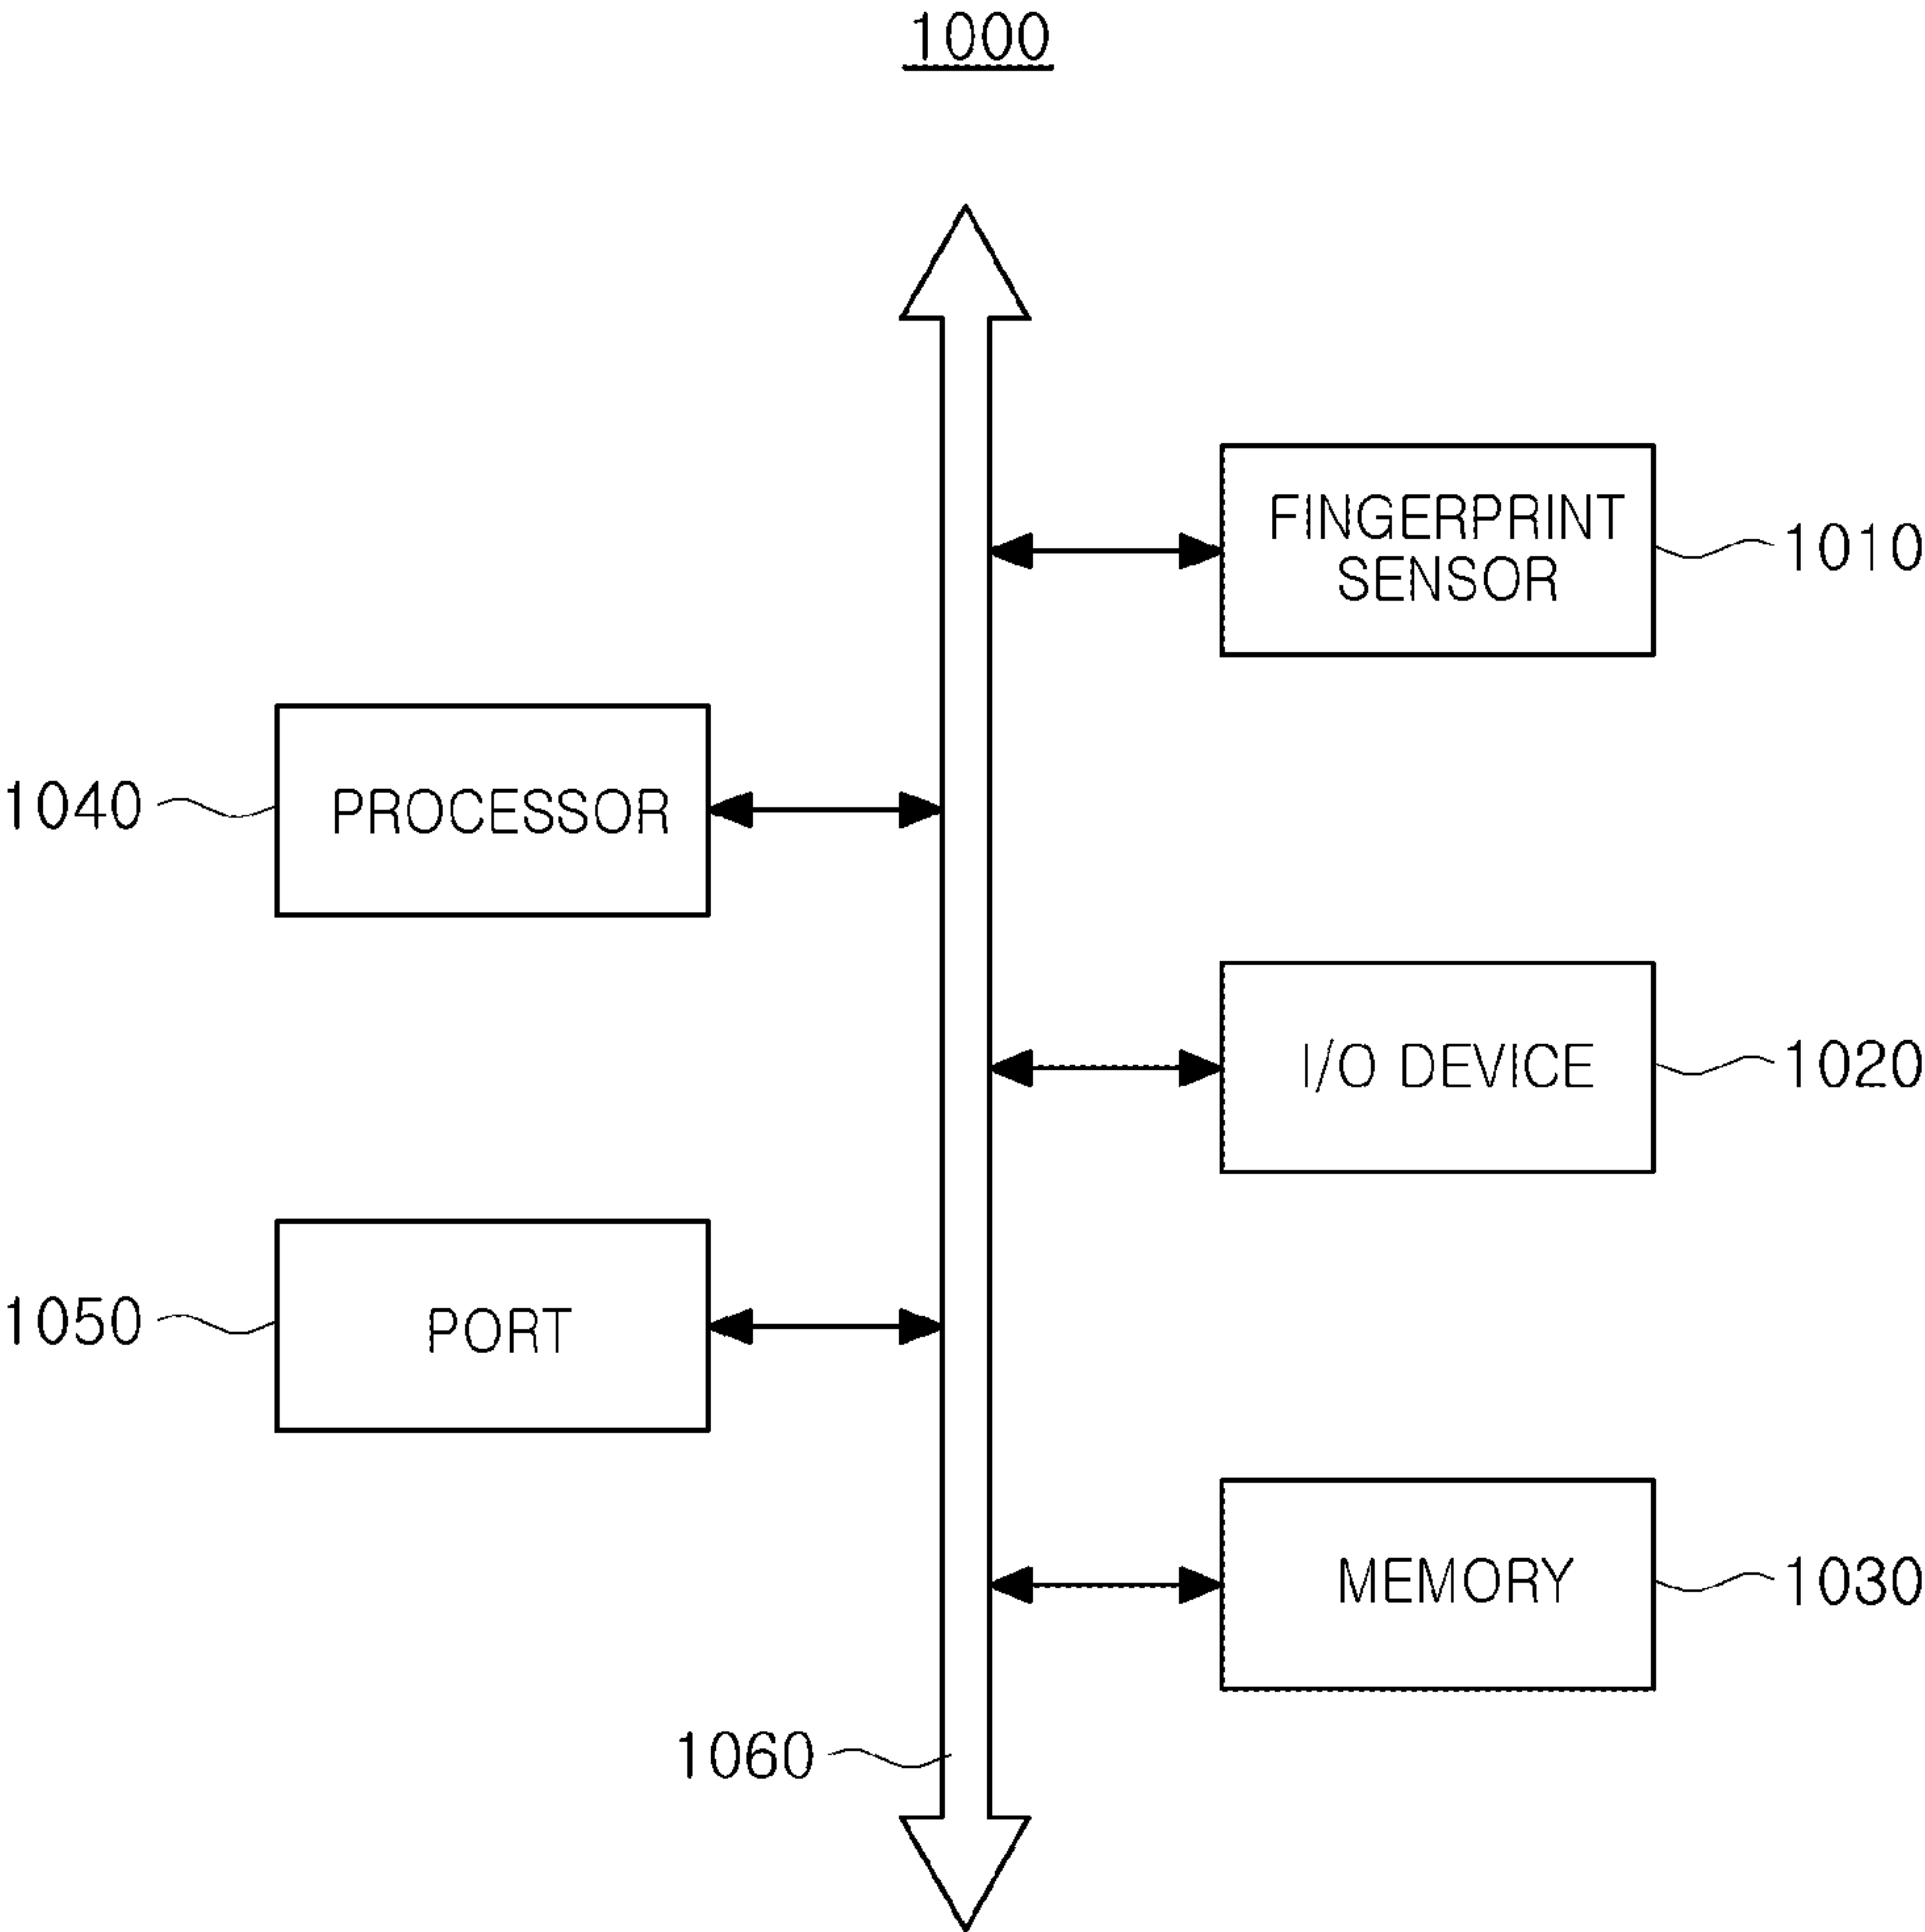 1000
FINGERPRINT
SENSOR
1010
1040
PROCESSOR
I/O DEVICE
1020
1050
PORT
MEMORY
1030
1060